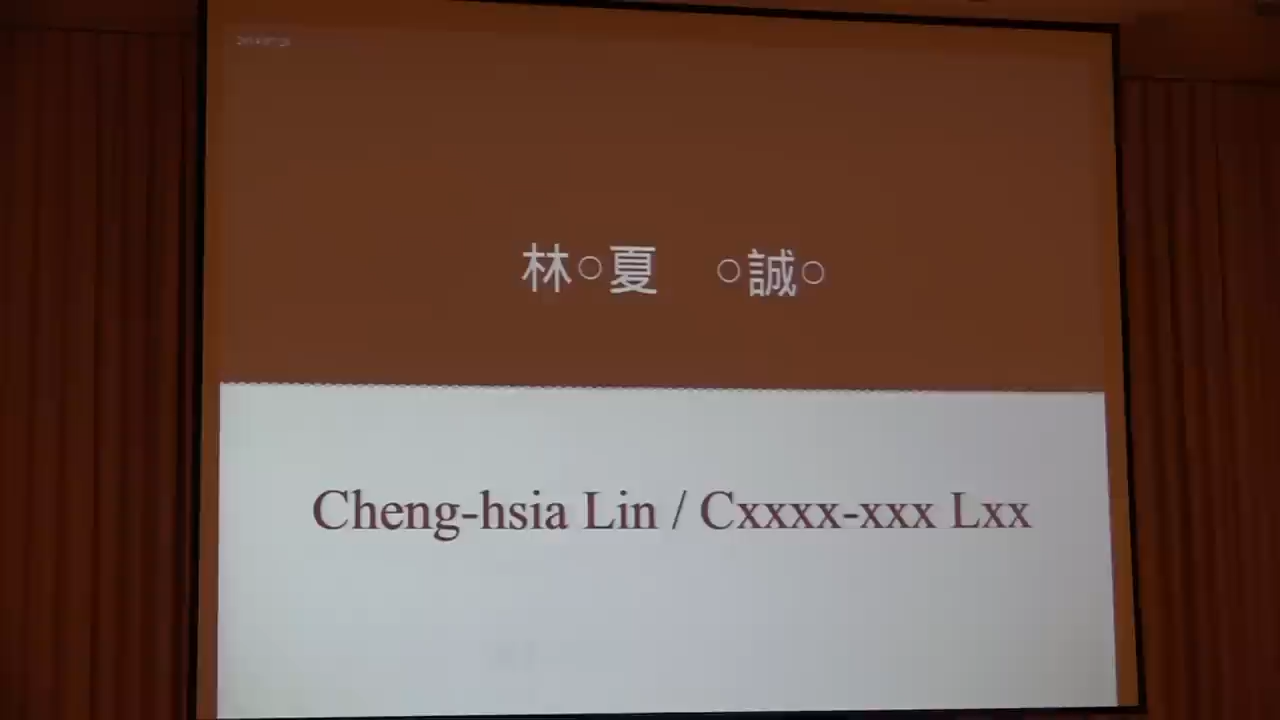 林○夏 ○誠○
Cheng-hsia Lin / Cxxxx-xxx Lxx